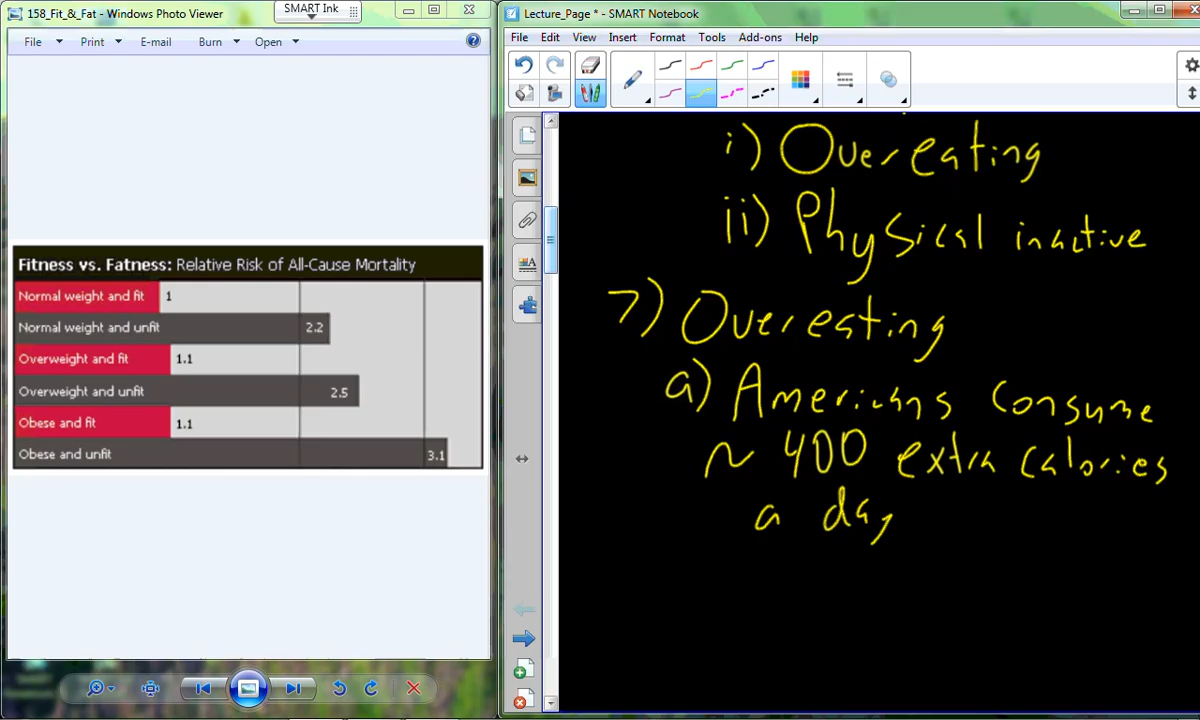 158_Fit_& Fat - Windows Photo Viewer
SMART Ink
File Print E-mail Burn Open
Fitness vs. Fatness: Relative Risk of All-Cause Mortality
Normal weight and fit 1
Normal weight and unfit 2.2
Overweight and fit 1.1
Overweight and unfit 2.5
Obese and fit 1.1
Obese and unfit 3.1
Lecture_Page * - SMART Notebook
File Edit View Insert Format Tools Add-ons Help
i) Overeating
ii) Physical inactive
7) Overeating
a) Americans consume
~ 400 extra calories
a day